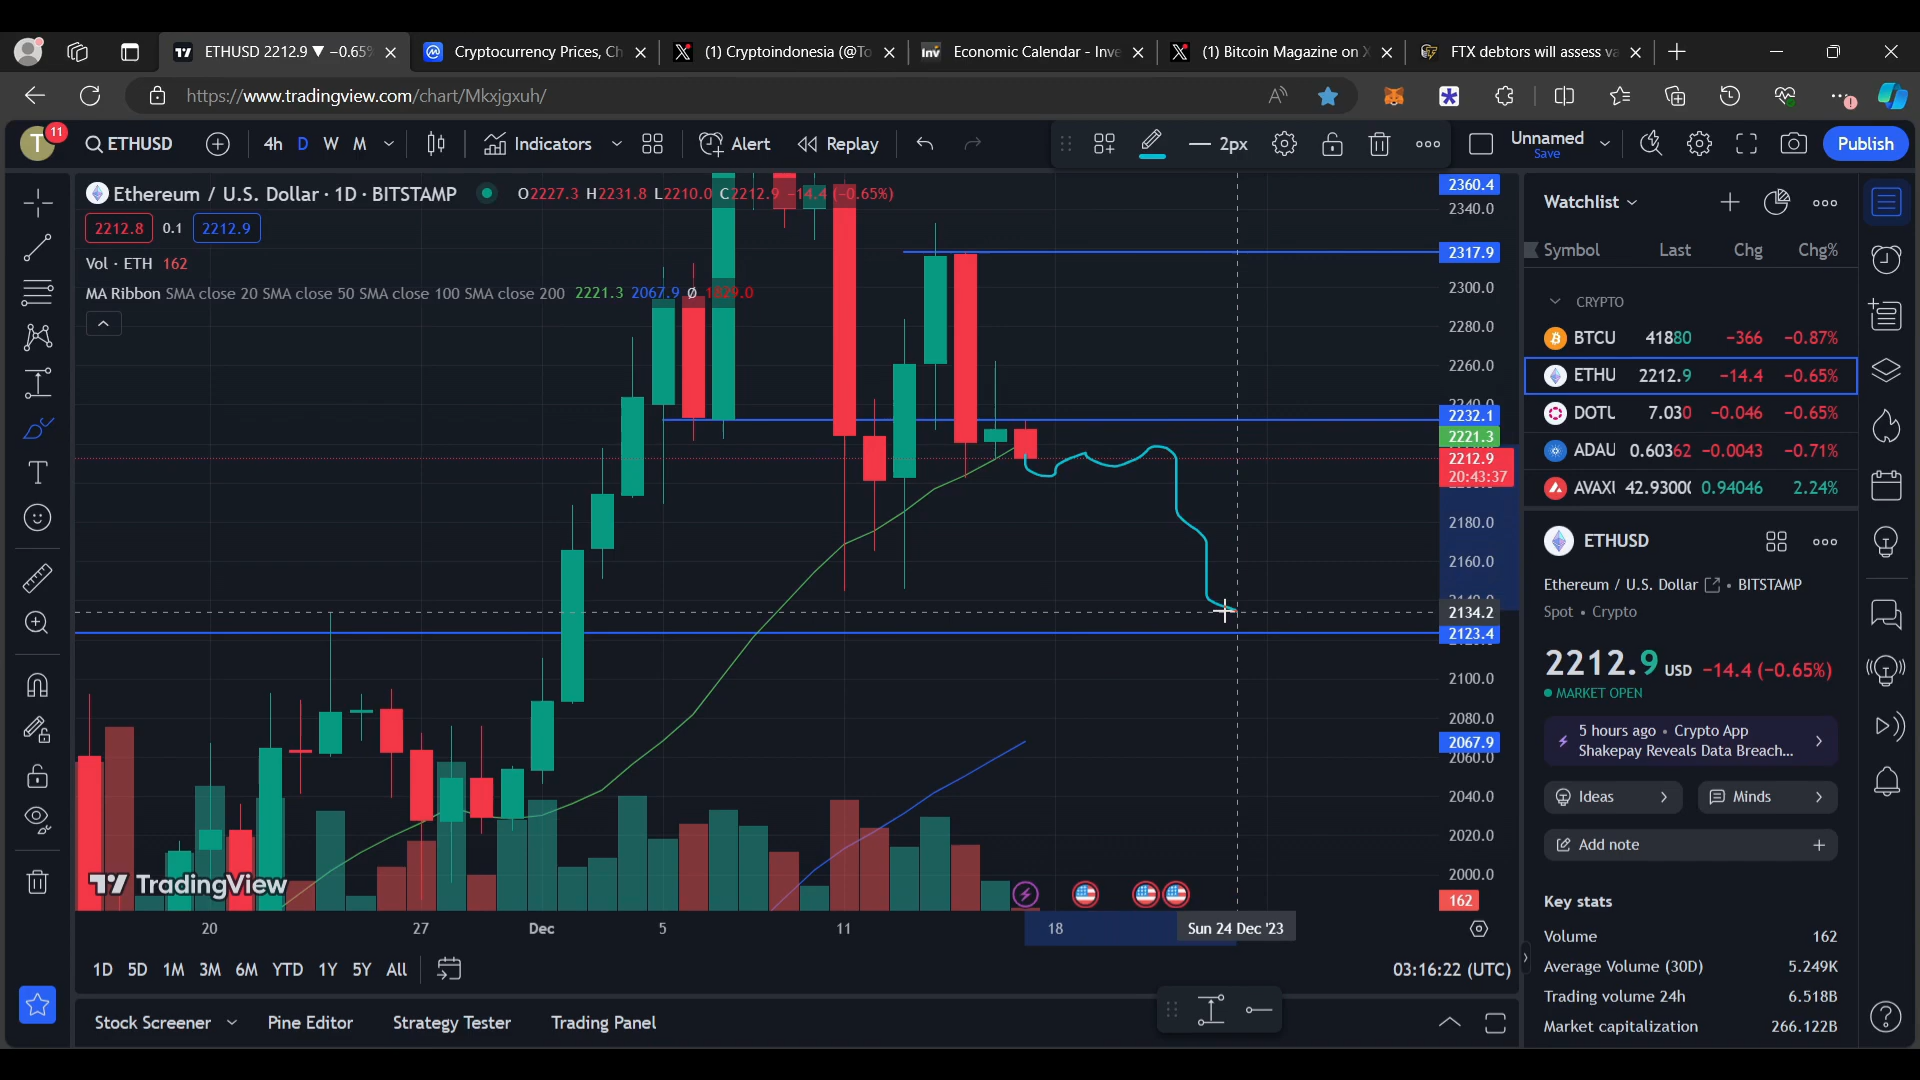 ETHUSD 2212.9 ▼ −0.65%
Cryptocurrency Prices, Ch
(1) Cryptoindonesia (@To
Inv
Economic Calendar - Inve
(1) Bitcoin Magazine on X
FTX debtors will assess va
https://www.tradingview.com/chart/Mkxjgxuh/
T
11
ETHUSD
4h
D
W
M
Indicators
Alert
Replay
2px
Unnamed
Save
Publish
Ethereum / U.S. Dollar · 1D · BITSTAMP
O2227.3 H2231.8 L2210.0 C2212.9 −14.4 (−0.65%)
2212.8
0.1
2212.9
Vol · ETH 162
MA Ribbon SMA close 20 SMA close 50 SMA close 100 SMA close 200 2221.3 2067.9 Ø 1829.0
2360.4
2340.0
2317.9
2300.0
2280.0
2260.0
2240.0
2232.1
2221.3
2212.9
20:43:37
2180.0
2160.0
2134.2
2123.4
2100.0
2080.0
2067.9
2060.0
2040.0
2020.0
2000.0
162
TradingView
20
27
Dec
5
11
18
Sun 24 Dec '23
1D
5D
1M
3M
6M
YTD
1Y
5Y
All
03:16:22 (UTC)
Stock Screener
Pine Editor
Strategy Tester
Trading Panel
Watchlist
Symbol
Last
Chg
Chg%
CRYPTO
BTCU 41880 −366 −0.87%
ETHU 2212.9 −14.4 −0.65%
DOTU 7.030 −0.046 −0.65%
ADAU 0.60362 −0.0043 −0.71%
AVAXU 42.93000 0.94046 2.24%
ETHUSD
Ethereum / U.S. Dollar • BITSTAMP
Spot • Crypto
2212.9 USD −14.4 (−0.65%)
MARKET OPEN
5 hours ago • Crypto App
Shakepay Reveals Data Breach...
Ideas
Minds
Add note
Key stats
Volume 162
Average Volume (30D) 5.249K
Trading volume 24h 6.518B
Market capitalization 266.122B